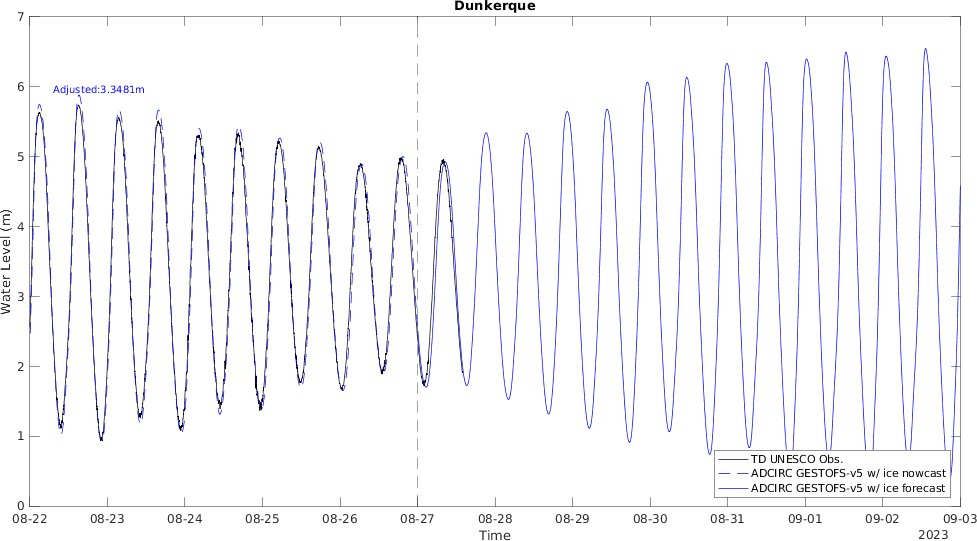 Dunkerque
7
6
5
4
3
2
1
0
Water Level (m)
Adjusted:3.3481m
TD UNESCO Obs.
ADCIRC GESTOFS-v5 w/ ice nowcast
ADCIRC GESTOFS-v5 w/ ice forecast
08-22 08-23 08-24 08-25 08-26 08-27 08-28 08-29 08-30 08-31 09-01 09-02 09-03
Time
2023